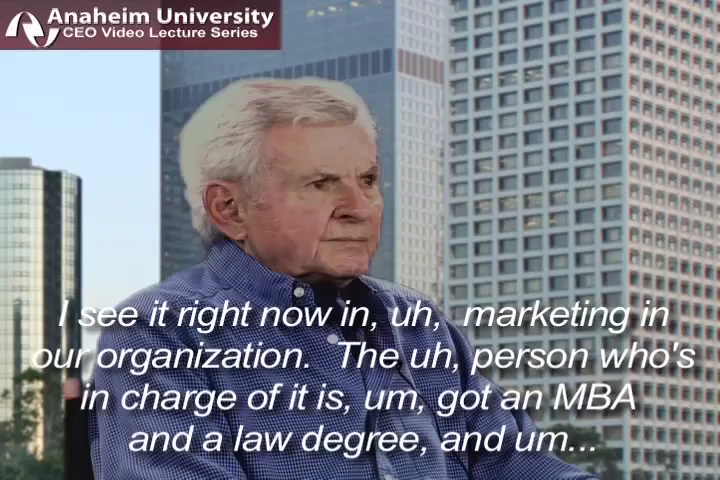 Anaheim University
CEO Video Lecture Series
I see it right now in, uh, marketing in
our organization. The uh, person who's
in charge of it is, um, got an MBA
and a law degree, and um...